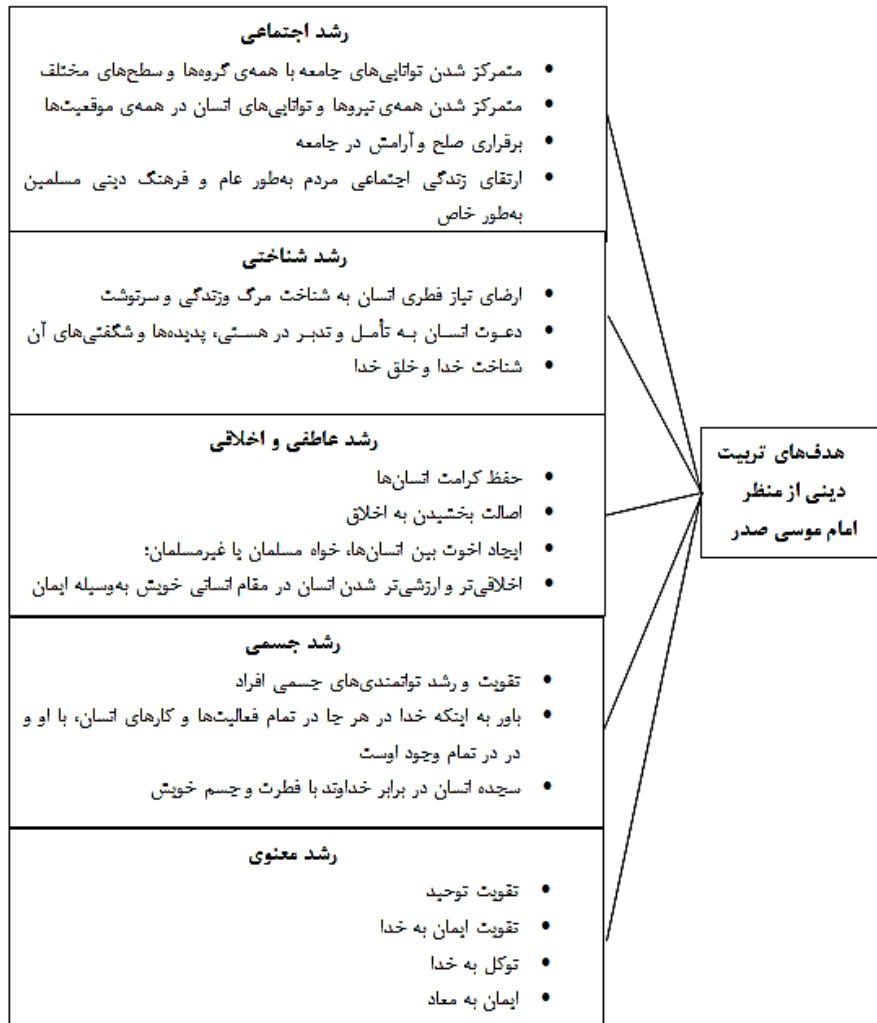 رشد اجتماعی
• متمرکز شدن توانایی‌های جامعه با همه‌ی گروه‌ها و سطح‌های مختلف
• متمرکز شدن همه‌ی نیروها و توانایی‌های انسان در همه‌ی موقعیت‌ها
• برقراری صلح و آرامش در جامعه
• ارتقای زندگی اجتماعی مردم به‌طور عام و فرهنگ دینی مسلمین
به‌طور خاص
رشد شناختی
• ارضای نیاز فطری انسان به شناخت مرگ وزندگی و سرنوشت
• دعوت انسان به تأمل و تدبر در هستی، پدیده‌ها و شگفتی‌های آن
• شناخت خدا و خلق خدا
رشد عاطفی و اخلاقی
• حفظ کرامت انسان‌ها
• اصالت بخشیدن به اخلاق
• ایجاد اخوت بین انسان‌ها، خواه مسلمان یا غیرمسلمان؛
• اخلاقی‌تر و ارزشی‌تر شدن انسان در مقام انسانی خویش به‌وسیله ایمان
رشد جسمی
• تقویت و رشد توانمندی‌های جسمی افراد
• باور به اینکه خدا در هر جا در تمام فعالیت‌ها و کارهای انسان، با او و
در در تمام وجود اوست
• سجده انسان در برابر خداوند با فطرت و جسم خویش
رشد معنوی
• تقویت توحید
• تقویت ایمان به خدا
• توکل به خدا
• ایمان به معاد
هدف‌های تربیت
دینی از منظر
امام موسی صدر